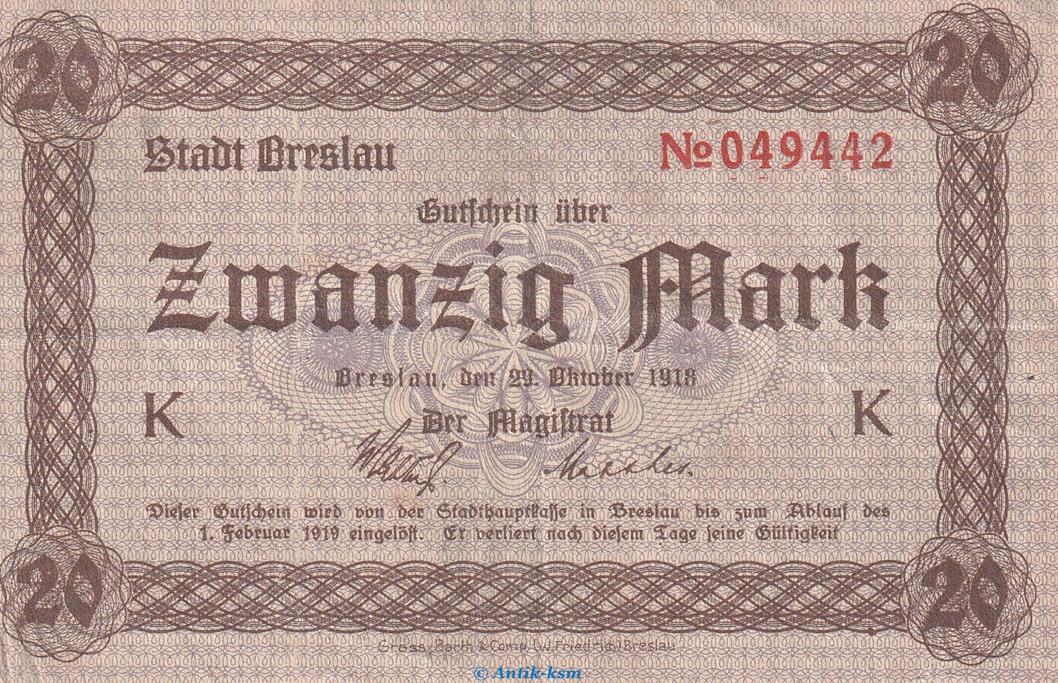 20 20
Stadt Breslau № 049442
Gutschein über
Zwanzig Mark
Breslau, den 29. Oktober 1918
K Der Magistrat K
Dieser Gutschein wird von der Stadthauptkasse in Breslau bis zum Ablauf des
1. Februar 1919 eingelöst. Er verliert nach diesem Tage seine Gültigkeit
20 20
Grass, Barth & Comp. (W. Friedrich) Breslau
© Antik-ksm